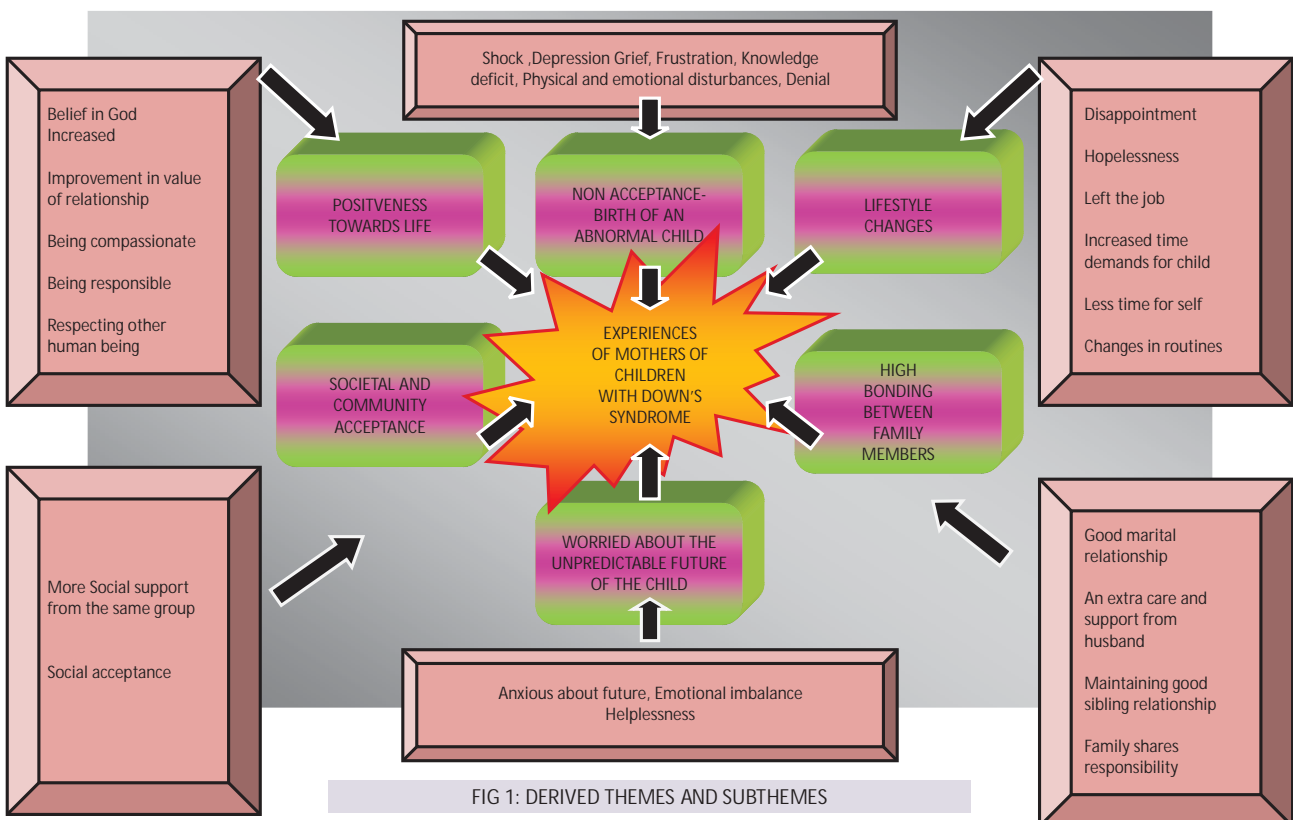 Shock ,Depression Grief, Frustration, Knowledge
deficit, Physical and emotional disturbances, Denial
Belief in God
Increased
Improvement in value
of relationship
Being compassionate
Being responsible
Respecting other
human being
POSITVENESS
TOWARDS LIFE
NON ACCEPTANCE-
BIRTH OF AN
ABNORMAL CHILD
LIFESTYLE
CHANGES
Disappointment
Hopelessness
Left the job
Increased time
demands for child
Less time for self
Changes in routines
SOCIETAL AND
COMMUNITY
ACCEPTANCE
EXPERIENCES
OF MOTHERS OF
CHILDREN
WITH DOWN'S
SYNDROME
HIGH
BONDING
BETWEEN
FAMILY
MEMBERS
More Social support
from the same group
Social acceptance
WORRIED ABOUT THE
UNPREDICTABLE FUTURE
OF THE CHILD
Good marital
relationship
An extra care and
support from
husband
Maintaining good
sibling relationship
Family shares
responsibility
Anxious about future, Emotional imbalance
Helplessness
FIG 1: DERIVED THEMES AND SUBTHEMES